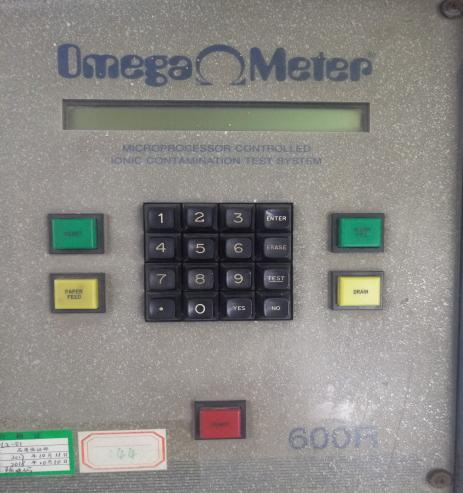 Omega Ω Meter
MICROPROCESSOR CONTROLLED
IONIC CONTAMINATION TEST SYSTEM
1 2 3 ENTER
4 5 6 ERASE
7 8 9 TEST
. 0 YES NO
PAPER
FEED
DRAIN
600R
44